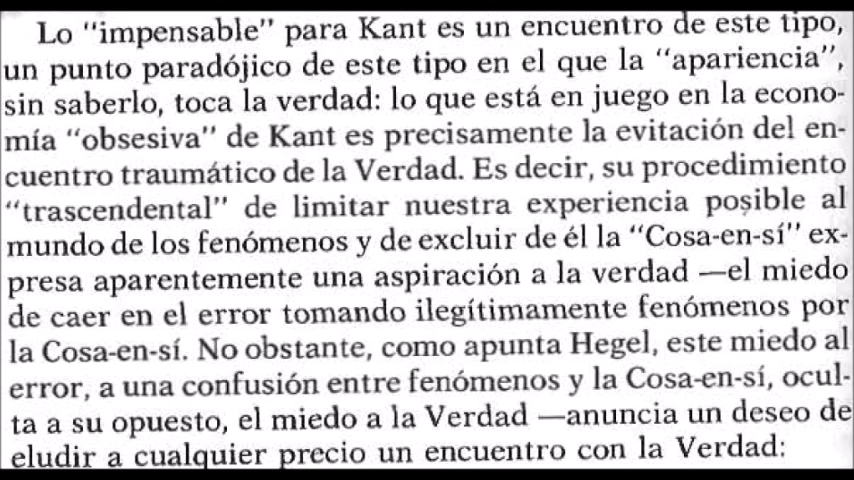 Lo "impensable" para Kant es un encuentro de este tipo,
un punto paradójico de este tipo en el que la "apariencia",
sin saberlo, toca la verdad: lo que está en juego en la econo-
mía "obsesiva" de Kant es precisamente la evitación del en-
cuentro traumático de la Verdad. Es decir, su procedimiento
"trascendental" de limitar nuestra experiencia posible al
mundo de los fenómenos y de excluir de él la "Cosa-en-sí" ex-
presa aparentemente una aspiración a la verdad —el miedo
de caer en el error tomando ilegítimamente fenómenos por
la Cosa-en-sí. No obstante, como apunta Hegel, este miedo al
error, a una confusión entre fenómenos y la Cosa-en-sí, ocul-
ta a su opuesto, el miedo a la Verdad —anuncia un deseo de
eludir a cualquier precio un encuentro con la Verdad: